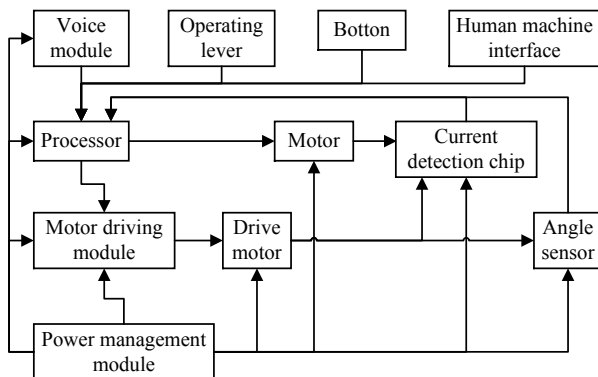 Voice
module
Operating
lever
Botton
Human machine
interface
Processor
Motor
Current
detection chip
Motor driving
module
Drive
motor
Angle
sensor
Power management
module